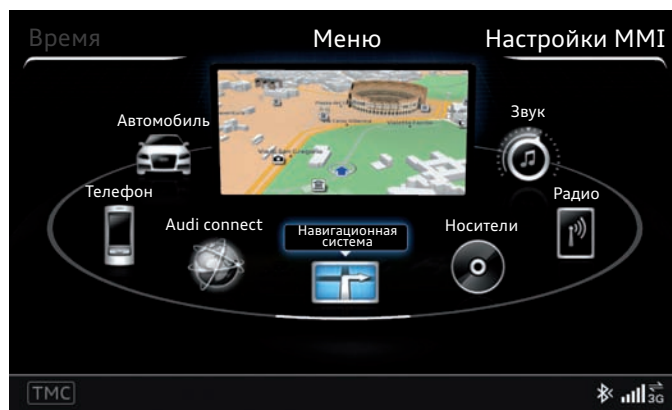 Время
Меню
Настройки MMI
Автомобиль
Звук
Телефон
Радио
Audi connect
Навигационная
система
Носители
TMC
3G